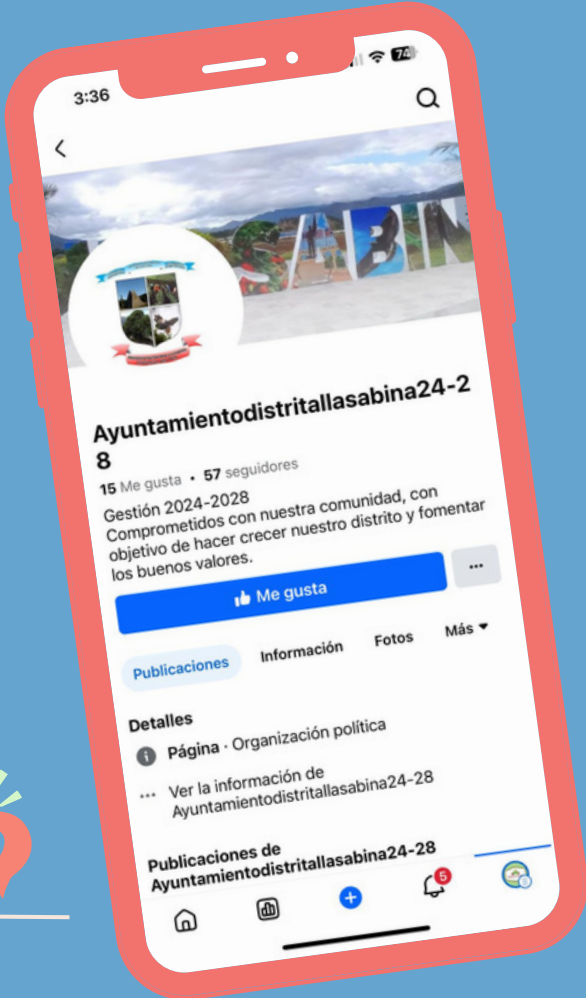 3:36
74
ABIN
Ayuntamientodistritallasabina24-2
8
15 Me gusta • 57 seguidores
Gestión 2024-2028
Comprometidos con nuestra comunidad, con
objetivo de hacer crecer nuestro distrito y fomentar
los buenos valores.
Me gusta
...
Publicaciones Información Fotos Más
Detalles
Página · Organización política
... Ver la información de
Ayuntamientodistritallasabina24-28
Publicaciones de
Ayuntamientodistritallasabina24-28
5